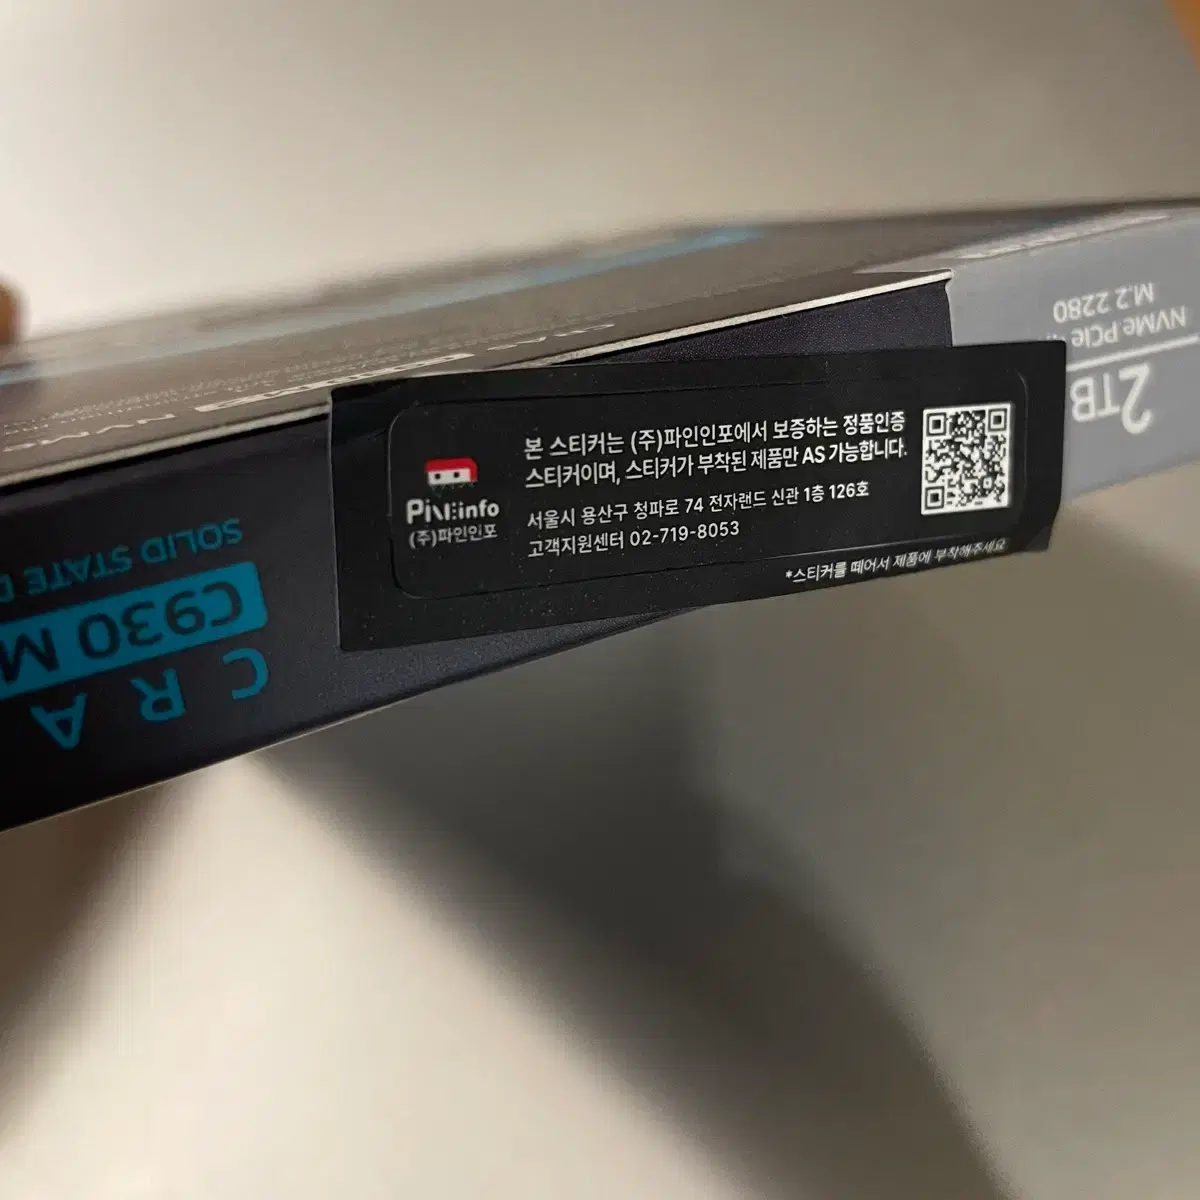 본 스티커는 (주)파인인포에서 보증하는 정품인증
스티커이며, 스티커가 부착된 제품만 AS 가능합니다.
서울시 용산구 청파로 74 전자랜드 신관 1층 126호
고객지원센터 02-719-8053
*스티커를 떼어서 제품에 부착해주세요
PiNEinfo
(주)파인인포
2TB
NVMe PCIe
M.2 2280
C R A
C930 M
SOLID STATE